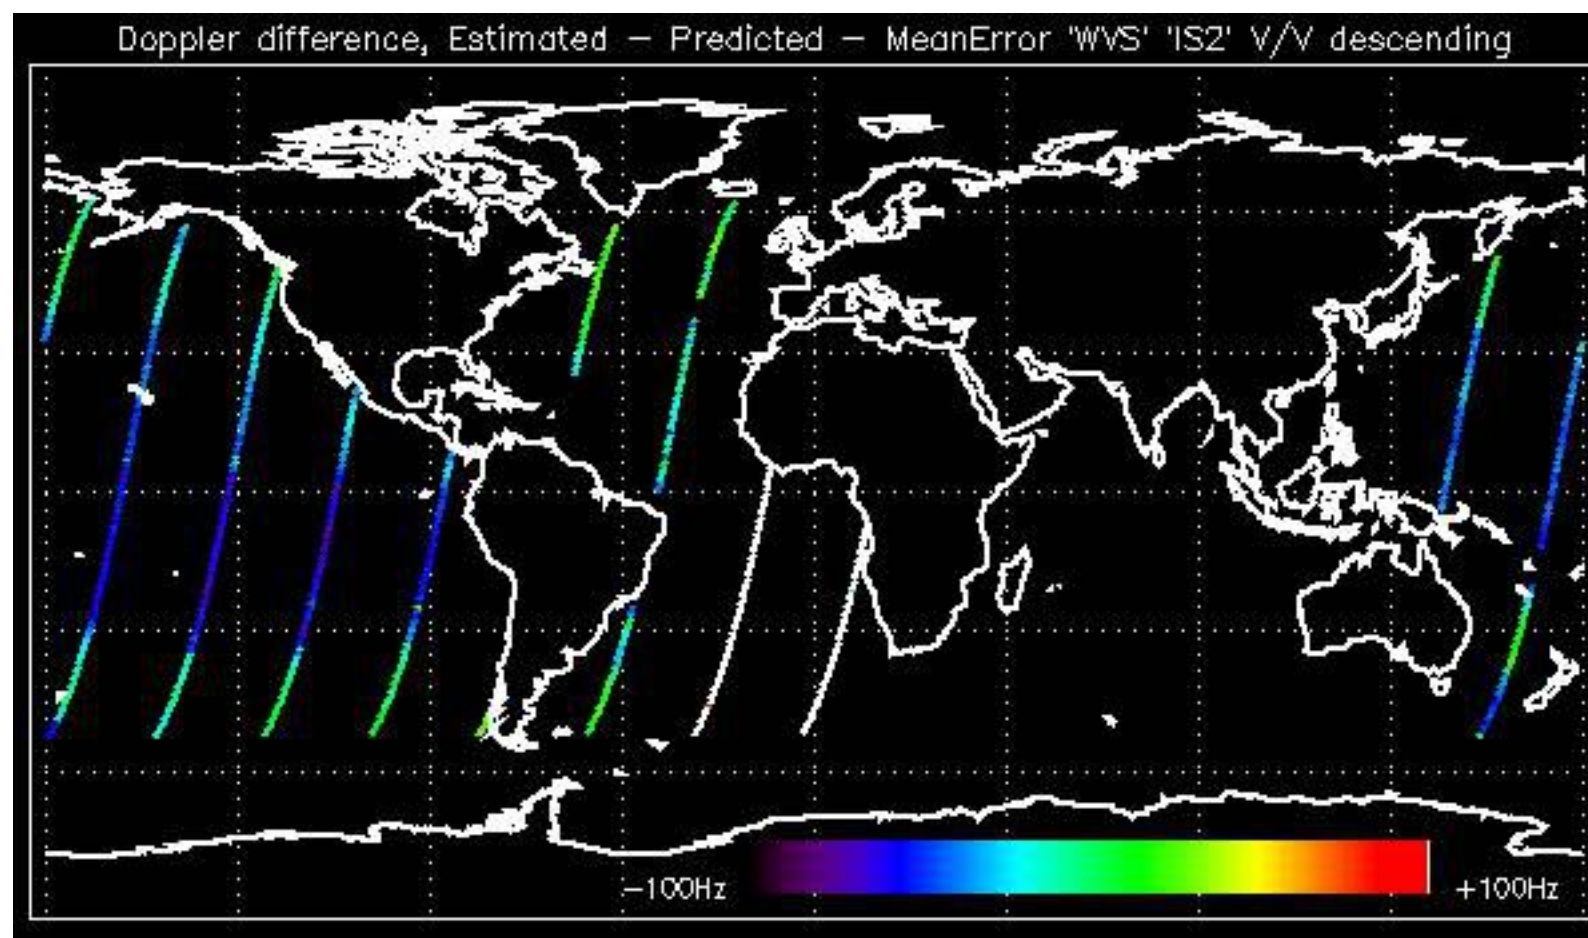 Doppler difference, Estimated − Predicted − MeanError 'WVS' 'IS2' V/V descending
−100Hz +100Hz